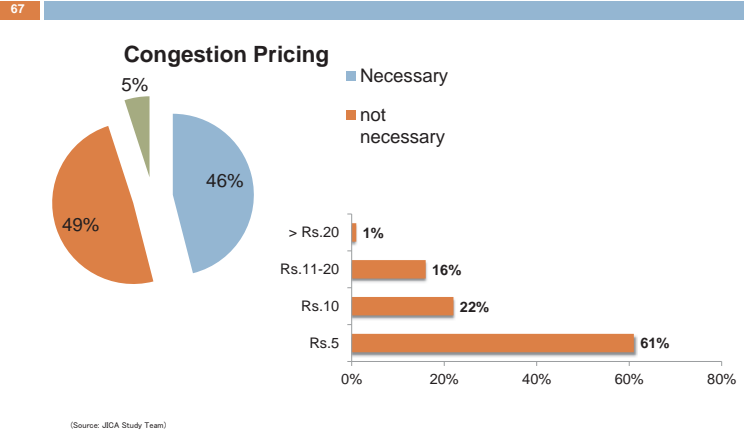 67
Congestion Pricing
5%
46%
49%
Necessary
not
necessary
> Rs.20
1%
Rs.11-20
16%
Rs.10
22%
Rs.5
61%
0% 20% 40% 60% 80%
(Source: JICA Study Team)